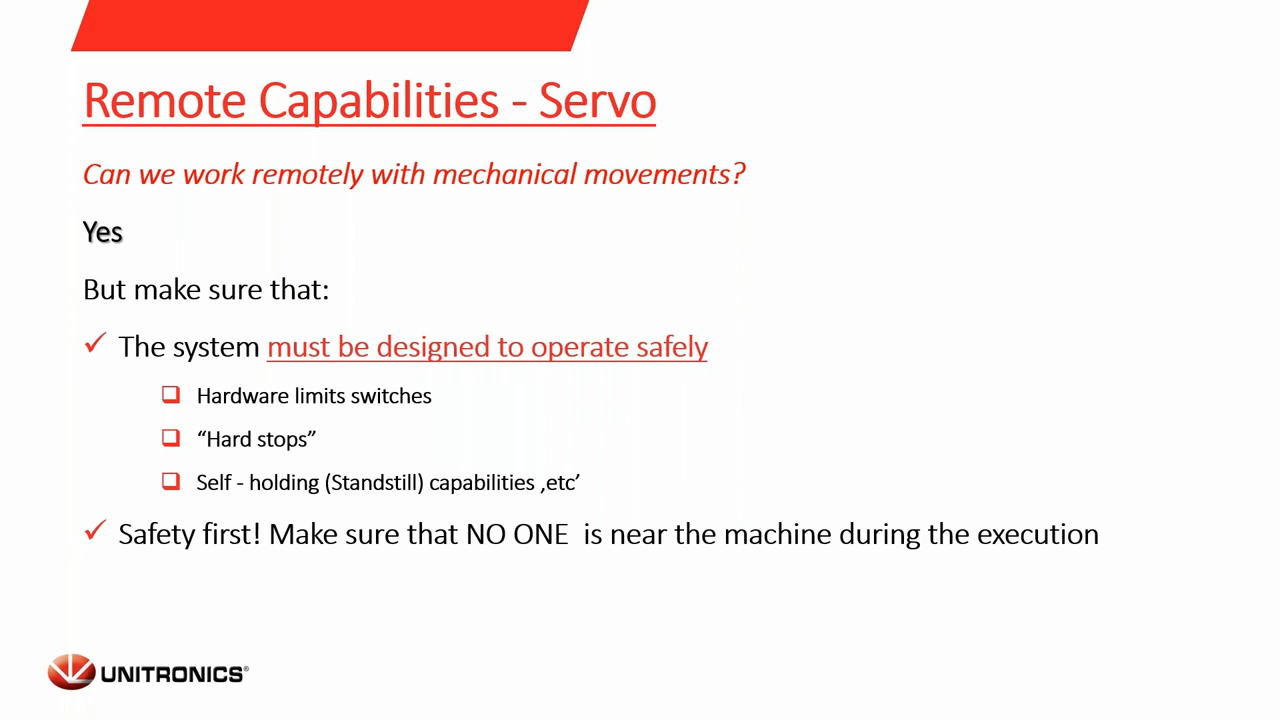 Remote Capabilities - Servo
Can we work remotely with mechanical movements?
Yes
But make sure that:
The system must be designed to operate safely
Hardware limits switches
“Hard stops”
Self - holding (Standstill) capabilities ,etc’
Safety first! Make sure that NO ONE is near the machine during the execution
UNITRONICS®